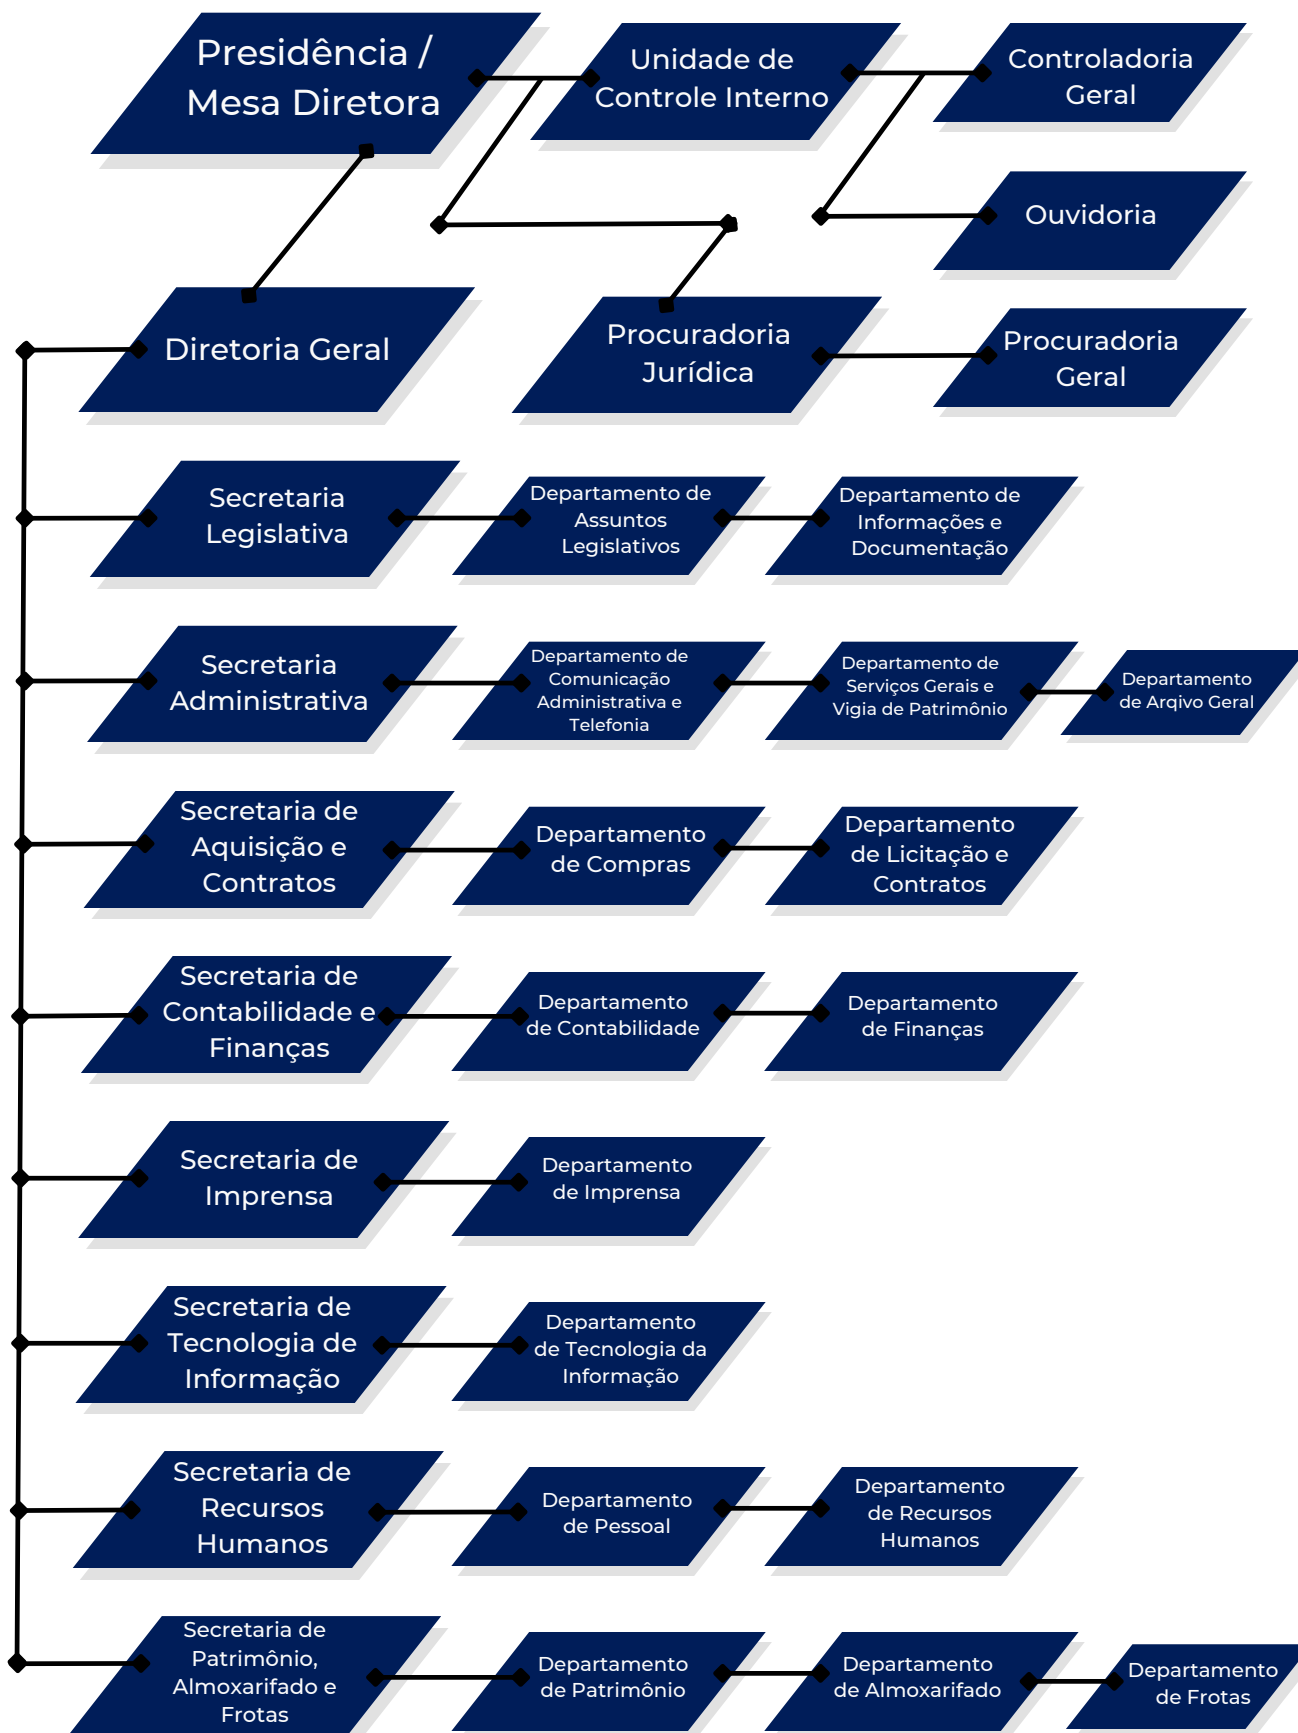 Presidência /
Mesa Diretora
Unidade de
Controle Interno
Controladoria
Geral
Ouvidoria
Diretoria Geral
Procuradoria
Jurídica
Procuradoria
Geral
Secretaria
Legislativa
Departamento de
Assuntos
Legislativos
Departamento de
Informações e
Documentação
Secretaria
Administrativa
Departamento de
Comunicação
Administrativa e
Telefonia
Departamento de
Serviços Gerais e
Vigia de Patrimônio
Departamento
de Arqivo Geral
Secretaria de
Aquisição e
Contratos
Departamento
de Compras
Departamento
de Licitação e
Contratos
Secretaria de
Contabilidade e
Finanças
Departamento
de Contabilidade
Departamento
de Finanças
Secretaria de
Imprensa
Departamento
de Imprensa
Secretaria de
Tecnologia de
Informação
Departamento
de Tecnologia da
Informação
Secretaria de
Recursos
Humanos
Departamento
de Pessoal
Departamento
de Recursos
Humanos
Secretaria de
Patrimônio,
Almoxarifado e
Frotas
Departamento
de Patrimônio
Departamento
de Almoxarifado
Departamento
de Frotas